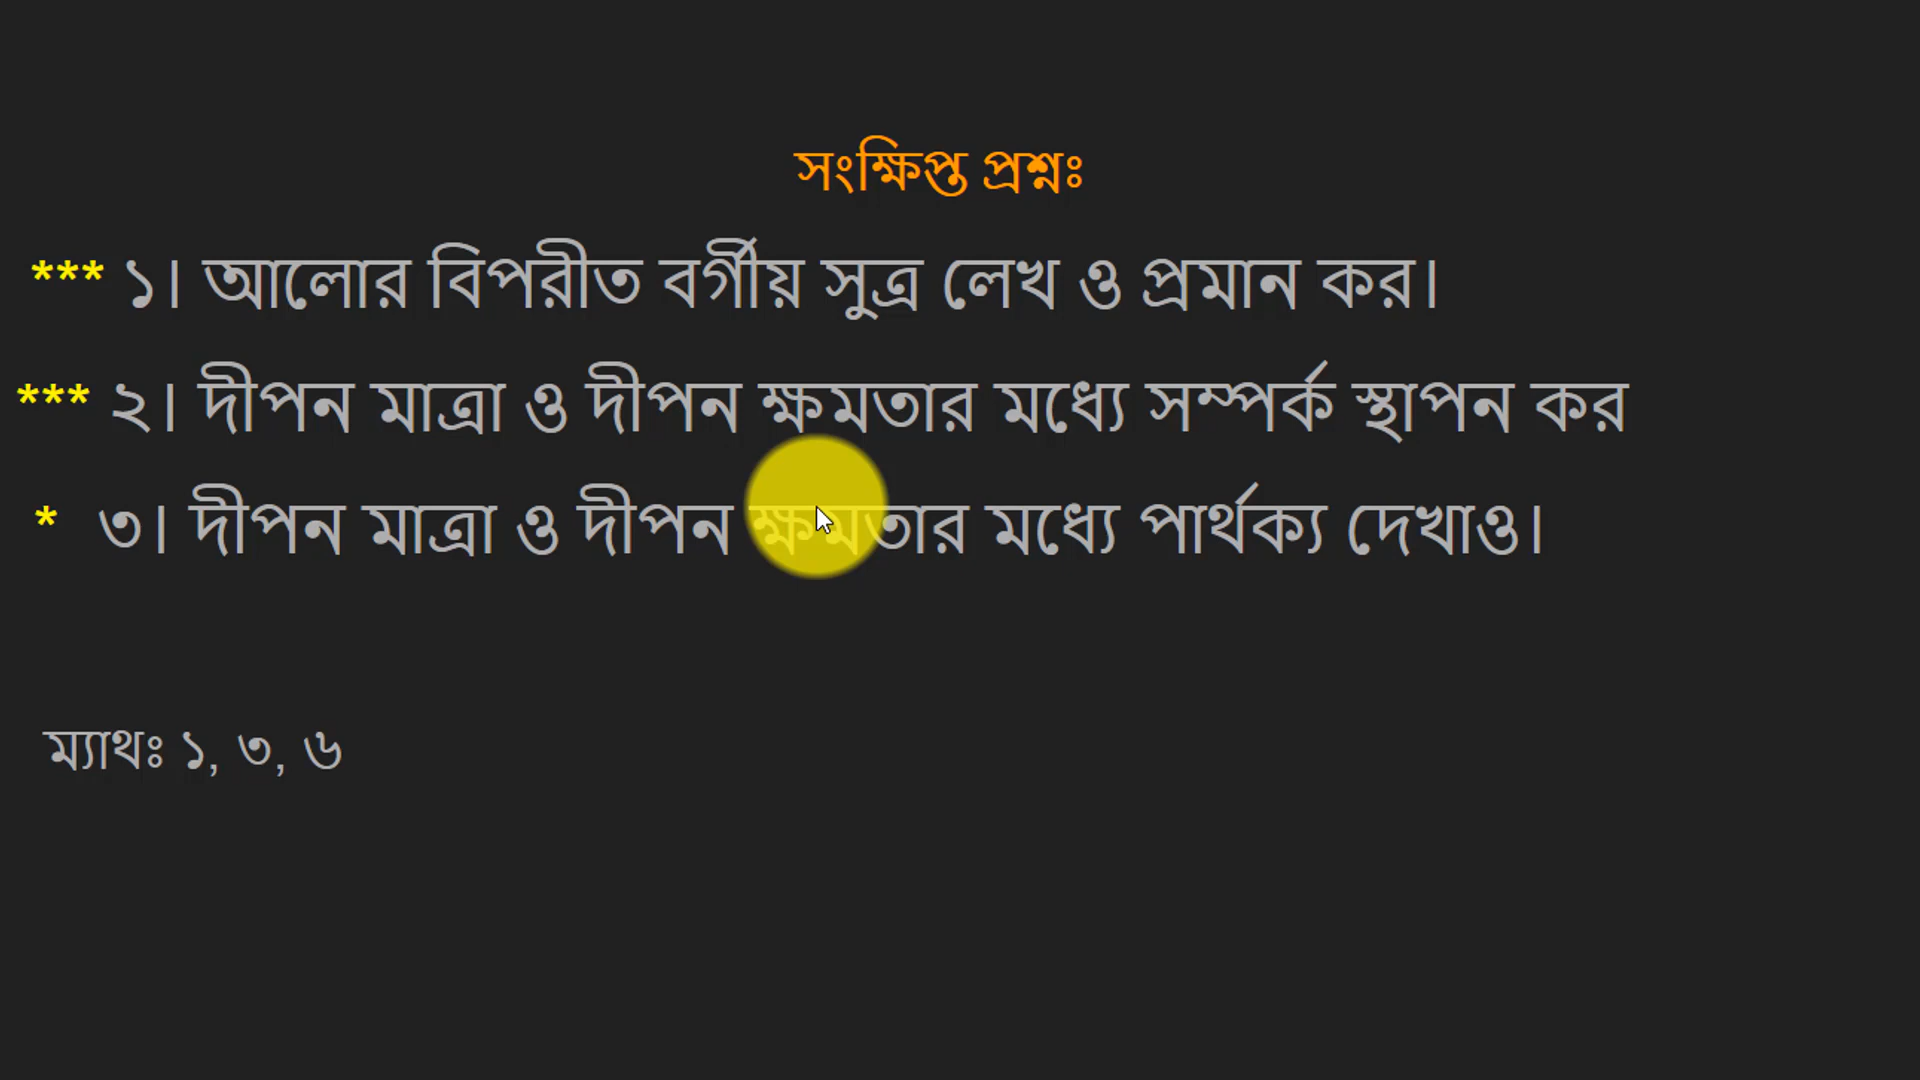 সংক্ষিপ্ত প্রশ্নঃ
*** ১। আলোর বিপরীত বর্গীয় সুত্র লেখ ও প্রমান কর।
*** ২। দীপন মাত্রা ও দীপন ক্ষমতার মধ্যে সম্পর্ক স্থাপন কর
* ৩। দীপন মাত্রা ও দীপন ক্ষমতার মধ্যে পার্থক্য দেখাও।
ম্যাথঃ ১, ৩, ৬